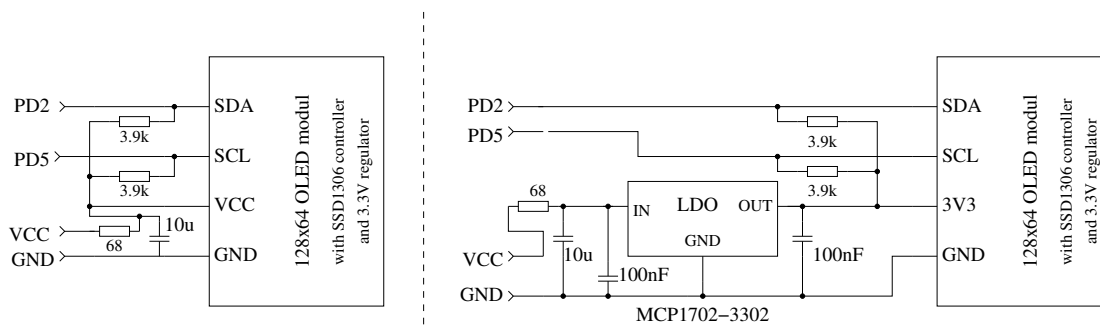 PD2
SDA
3.9k
PD5
SCL
3.9k
VCC
10u
VCC
68
GND
GND
128x64 OLED modul
with SSD1306 controller
and 3.3V regulator
PD2
SDA
PD5
3.9k
SCL
3.9k
68
IN
LDO
OUT
3V3
GND
VCC
10u
100nF
100nF
GND
GND
MCP1702-3302
128x64 OLED modul
with SSD1306 controller
and 3.3V regulator